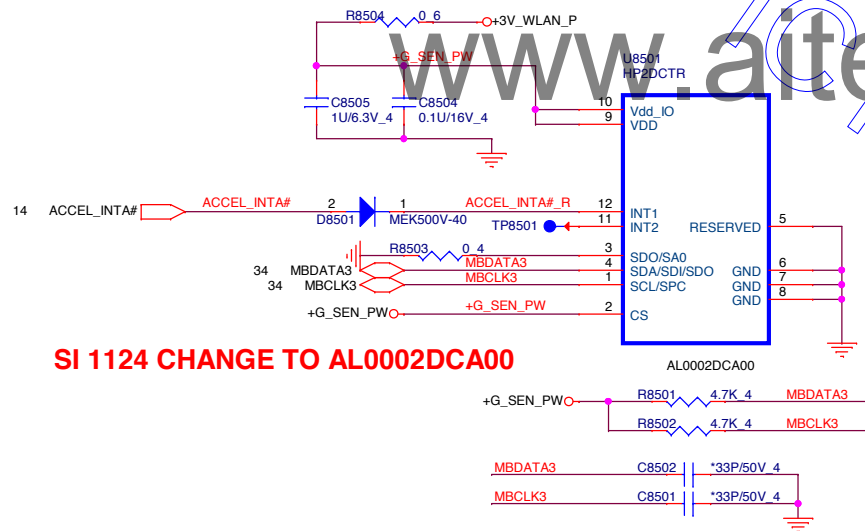 R8504 0_6 +3V_WLAN_P
www.aite
+G_SEN_PW
U8501
HP2DCTR
C8505
1U/6.3V_4
C8504
0.1U/16V_4
10 Vdd_IO
9 VDD
14 ACCEL_INTA# ACCEL_INTA# 2 1 ACCEL_INTA#_R 12 INT1
D8501 MEK500V-40
TP8501 11 INT2
RESERVED 5
R8503 0_4 3 SDO/SA0
34 MBDATA3 MBDATA3 4 SDA/SDI/SDO GND 6
34 MBCLK3 MBCLK3 1 SCL/SPC GND 7
GND 8
+G_SEN_PW +G_SEN_PW 2 CS
SI 1124 CHANGE TO AL0002DCA00
AL0002DCA00
+G_SEN_PW R8501 4.7K_4 MBDATA3
R8502 4.7K_4 MBCLK3
MBDATA3 C8502 *33P/50V_4
MBCLK3 C8501 *33P/50V_4